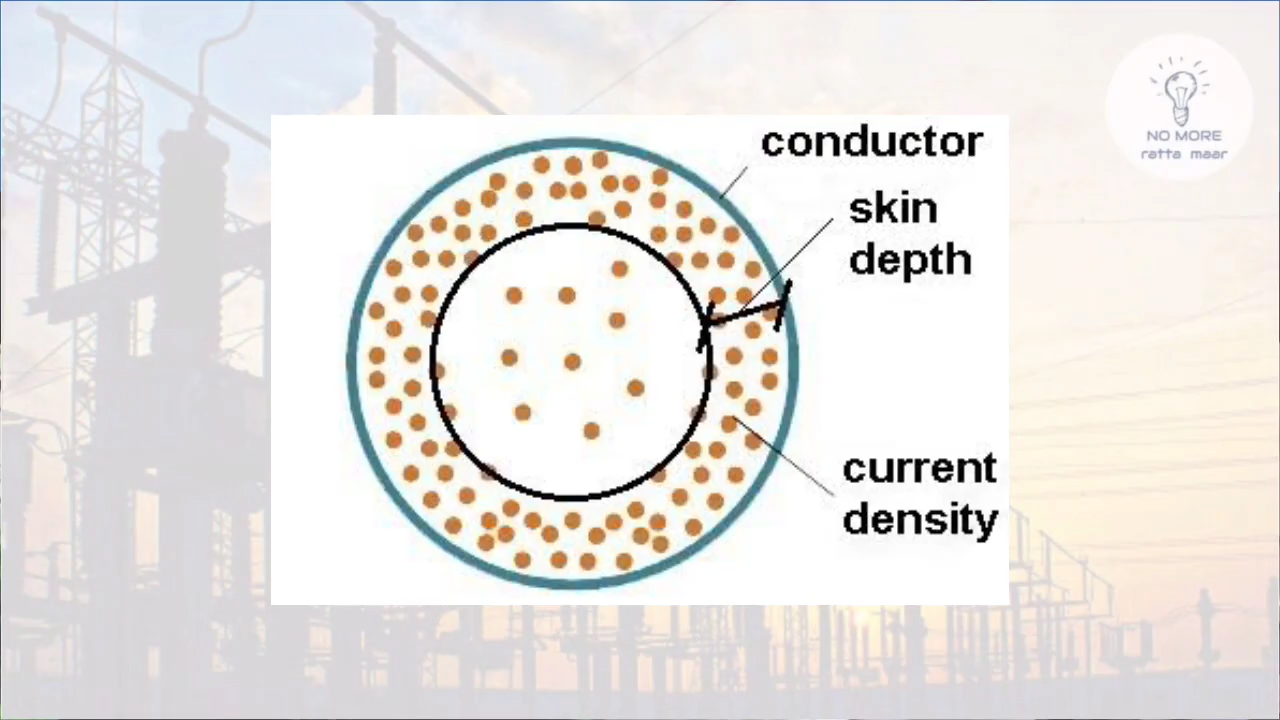 conductor
skin
depth
current
density
NO MORE
ratta maar